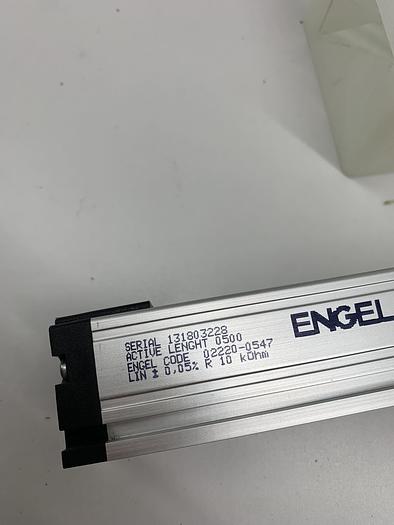 SERIAL 131803228
ACTIVE LENGHT 0500
ENGEL CODE 02220-0547
LIN ± 0,05% R 10 kOhm
ENGEL